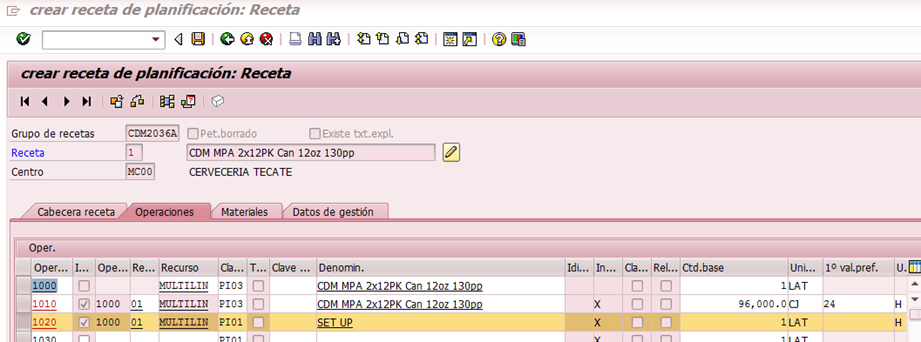 crear receta de planificación: Receta
crear receta de planificación: Receta
Grupo de recetas CDM2036A Pet.borrado Existe txt.expl.
Receta 1 CDM MPA 2x12PK Can 12oz 130pp
Centro MC00 CERVECERIA TECATE
Cabecera receta Operaciones Materiales Datos de gestión
Oper.
Oper... I... Ope... Re... Recurso Cla... T... Clave ... Denomin. Idi... In... Cla... Rel... Ctd.base Uni... 1º val.pref. U.
1000 MULTILIN PI03 CDM MPA 2x12PK Can 12oz 130pp 1 LAT
1010 1000 01 MULTILIN PI03 CDM MPA 2x12PK Can 12oz 130pp X 96,000.0 CJ 24 H
1020 1000 01 MULTILIN PI01 SET UP X 1 LAT H
1030 PI01